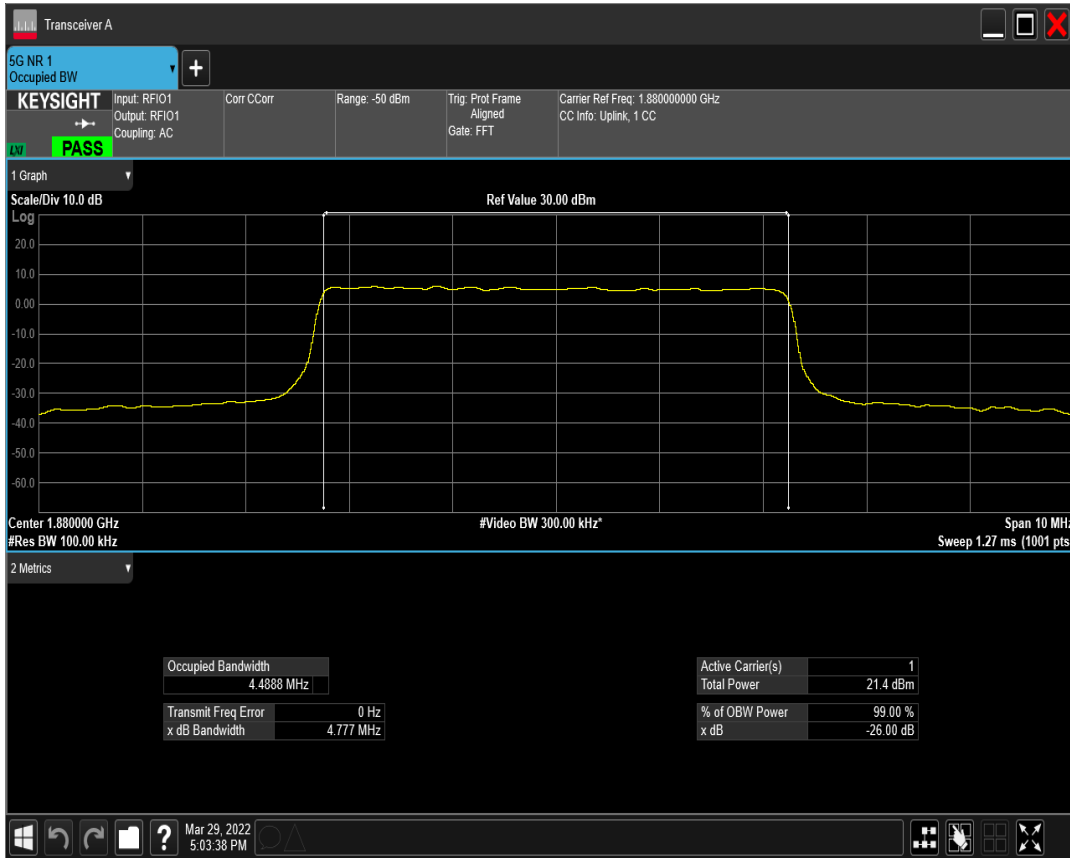 Transceiver A
5G NR 1
Occupied BW
KEYSIGHT
LXI
PASS
Input: RFIO1
Output: RFIO1
Coupling: AC
Corr CCorr
Range: -50 dBm
Trig: Prot Frame
Aligned
Gate: FFT
Carrier Ref Freq: 1.880000000 GHz
CC Info: Uplink, 1 CC
1 Graph
Scale/Div 10.0 dB
Ref Value 30.00 dBm
Log
20.0
10.0
0.00
-10.0
-20.0
-30.0
-40.0
-50.0
-60.0
Center 1.880000 GHz
#Video BW 300.00 kHz*
Span 10 MHz
#Res BW 100.00 kHz
Sweep 1.27 ms (1001 pts
2 Metrics
Occupied Bandwidth
4.4888 MHz
Transmit Freq Error 0 Hz
x dB Bandwidth 4.777 MHz
Active Carrier(s) 1
Total Power 21.4 dBm
% of OBW Power 99.00 %
x dB -26.00 dB
?
Mar 29, 2022
5:03:38 PM